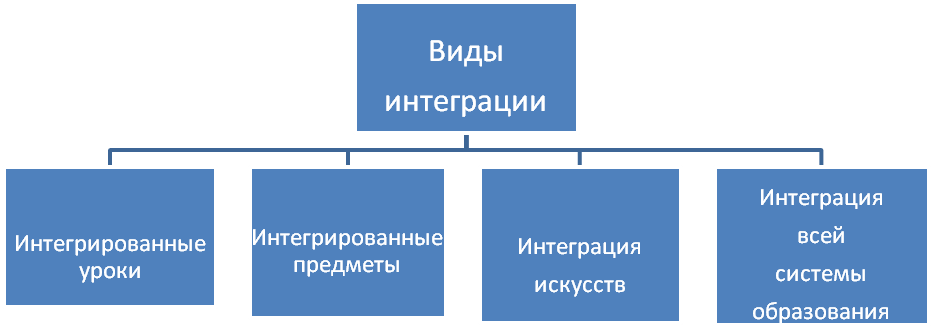 Виды
интеграции
Интегрированные
уроки
Интегрированные
предметы
Интеграция
искусств
Интеграция
всей
системы
образования